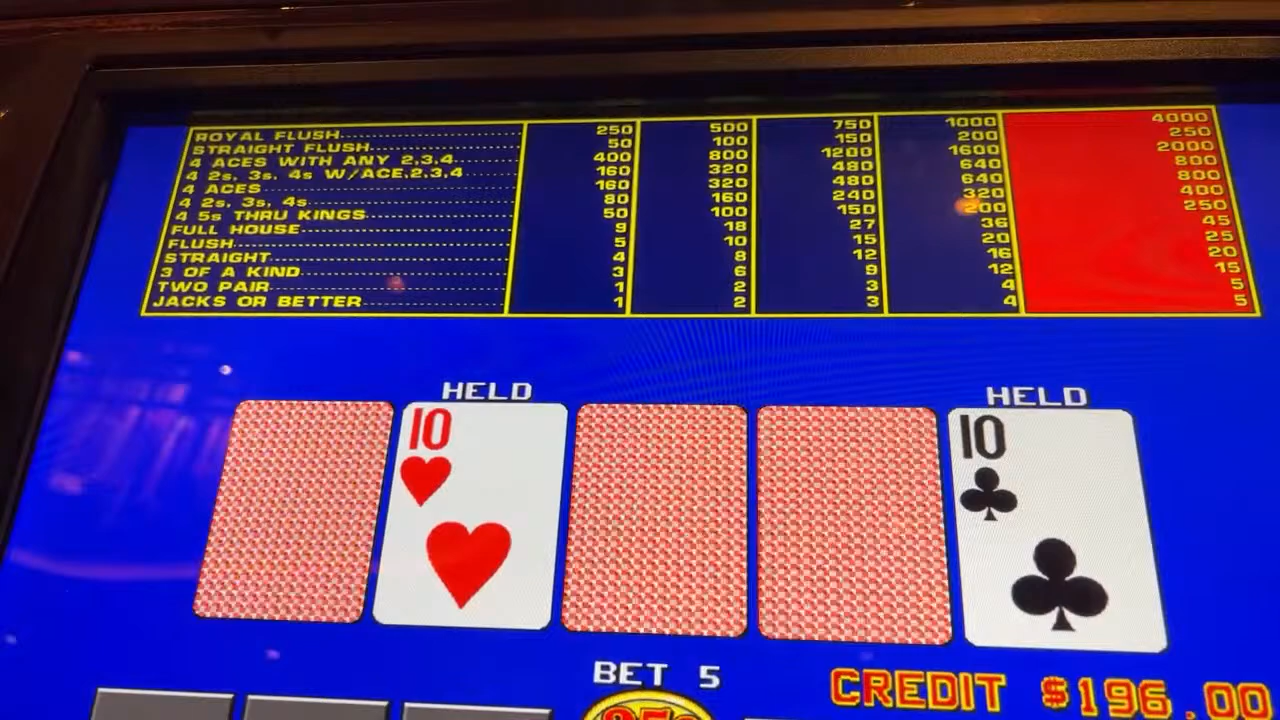 ROYAL FLUSH 250 500 750 1000 4000
STRAIGHT FLUSH 50 100 150 200 250
4 ACES WITH ANY 2,3,4 400 800 1200 1600 2000
4 2s, 3s, 4s W/ACE,2,3,4 160 320 480 640 800
4 ACES 160 320 480 640 800
4 2s, 3s, 4s 80 160 240 320 400
4 5s THRU KINGS 50 100 150 200 250
FULL HOUSE 9 18 27 36 45
FLUSH 5 10 15 20 25
STRAIGHT 4 8 12 16 20
3 OF A KIND 3 6 9 12 15
TWO PAIR 1 2 3 4 5
JACKS OR BETTER 1 2 3 4 5
HELD HELD
10 10
BET 5
CREDIT $196.00